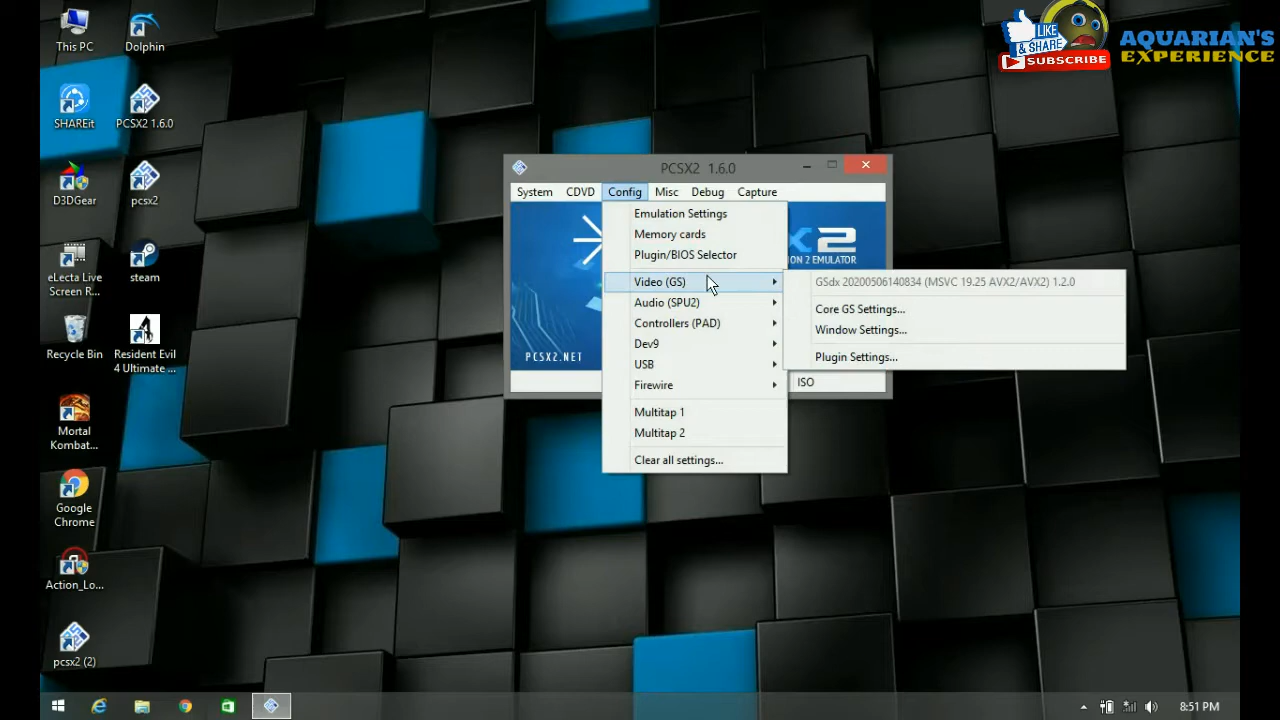 This PC
Dolphin
SHAREit
PCSX2 1.6.0
D3DGear
pcsx2
eLecta Live
Screen R...
steam
Recycle Bin
Resident Evil
4 Ultimate ...
Mortal
Kombat...
Google
Chrome
Action_Lo...
pcsx2 (2)
LIKE
& SHARE
SUBSCRIBE
AQUARIAN'S
EXPERIENCE
PCSX2 1.6.0
System CDVD Config Misc Debug Capture
X2
ION 2 EMULATOR
PCSX2.NET
ISO
Emulation Settings
Memory cards
Plugin/BIOS Selector
Video (GS)
Audio (SPU2)
Controllers (PAD)
Dev9
USB
Firewire
Multitap 1
Multitap 2
Clear all settings...
GSdx 20200506140834 (MSVC 19.25 AVX2/AVX2) 1.2.0
Core GS Settings...
Window Settings...
Plugin Settings...
8:51 PM